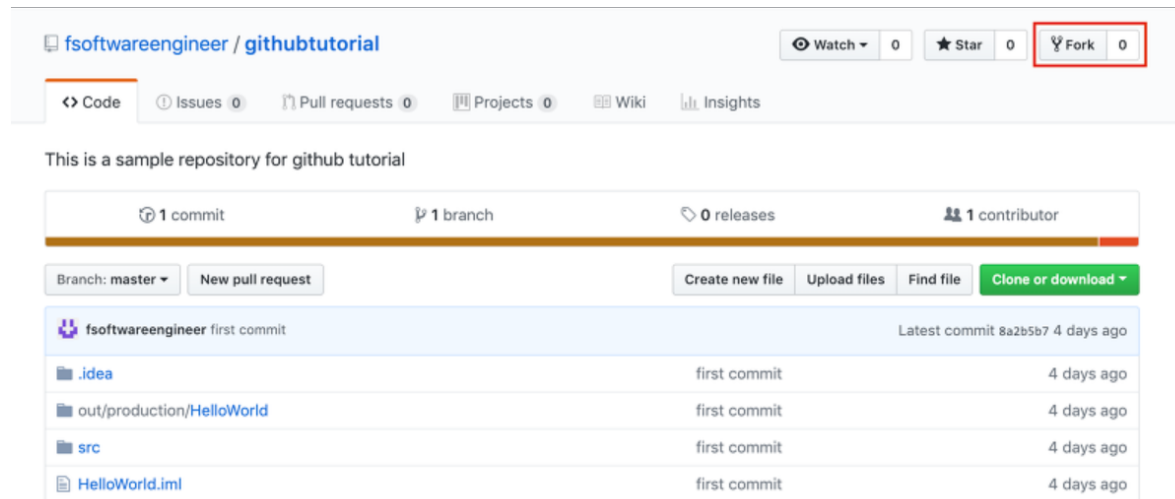 fsoftwareengineer / githubtutorial
Watch 0 Star 0 Fork 0
Code Issues 0 Pull requests 0 Projects 0 Wiki Insights
This is a sample repository for github tutorial
1 commit 1 branch 0 releases 1 contributor
Branch: master New pull request Create new file Upload files Find file Clone or download
fsoftwareengineer first commit Latest commit 8a2b5b7 4 days ago
.idea first commit 4 days ago
out/production/HelloWorld first commit 4 days ago
src first commit 4 days ago
HelloWorld.iml first commit 4 days ago